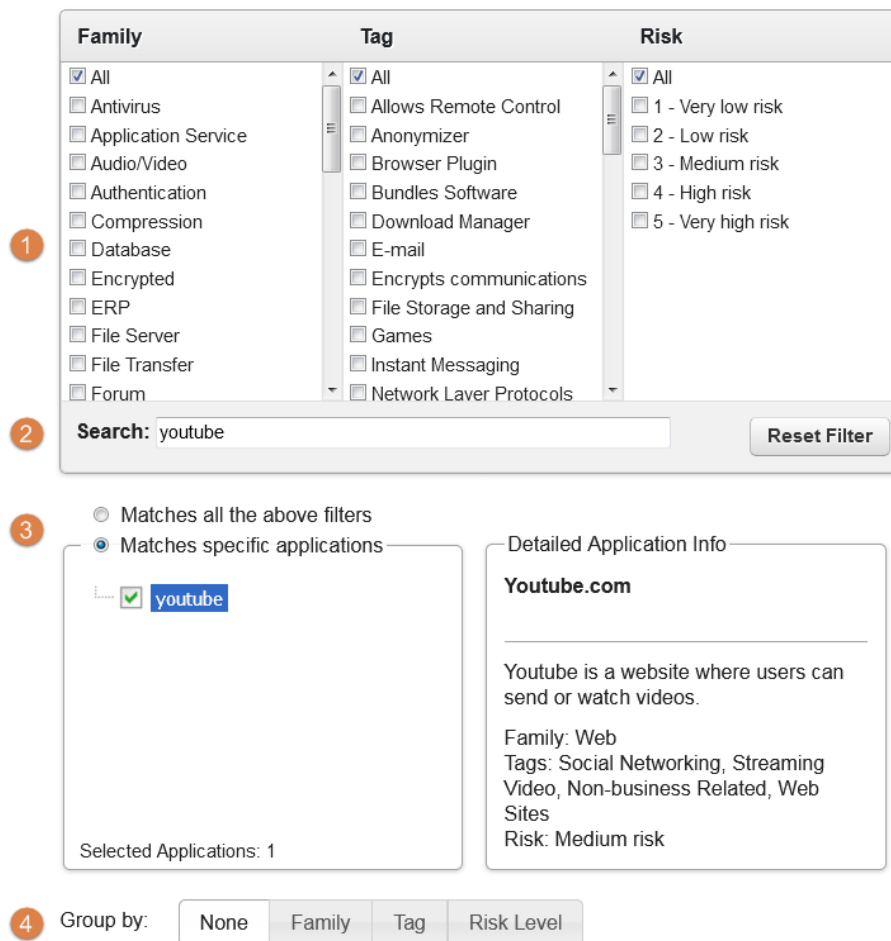 Family Tag Risk
All
Antivirus
Application Service
Audio/Video
Authentication
Compression
Database
Encrypted
ERP
File Server
File Transfer
Forum
All
Allows Remote Control
Anonymizer
Browser Plugin
Bundles Software
Download Manager
E-mail
Encrypts communications
File Storage and Sharing
Games
Instant Messaging
Network Layer Protocols
All
1 - Very low risk
2 - Low risk
3 - Medium risk
4 - High risk
5 - Very high risk
1
2
Search: youtube
Reset Filter
3
Matches all the above filters
Matches specific applications
youtube
Selected Applications: 1
Detailed Application Info
Youtube.com
Youtube is a website where users can
send or watch videos.
Family: Web
Tags: Social Networking, Streaming
Video, Non-business Related, Web
Sites
Risk: Medium risk
4
Group by: None Family Tag Risk Level